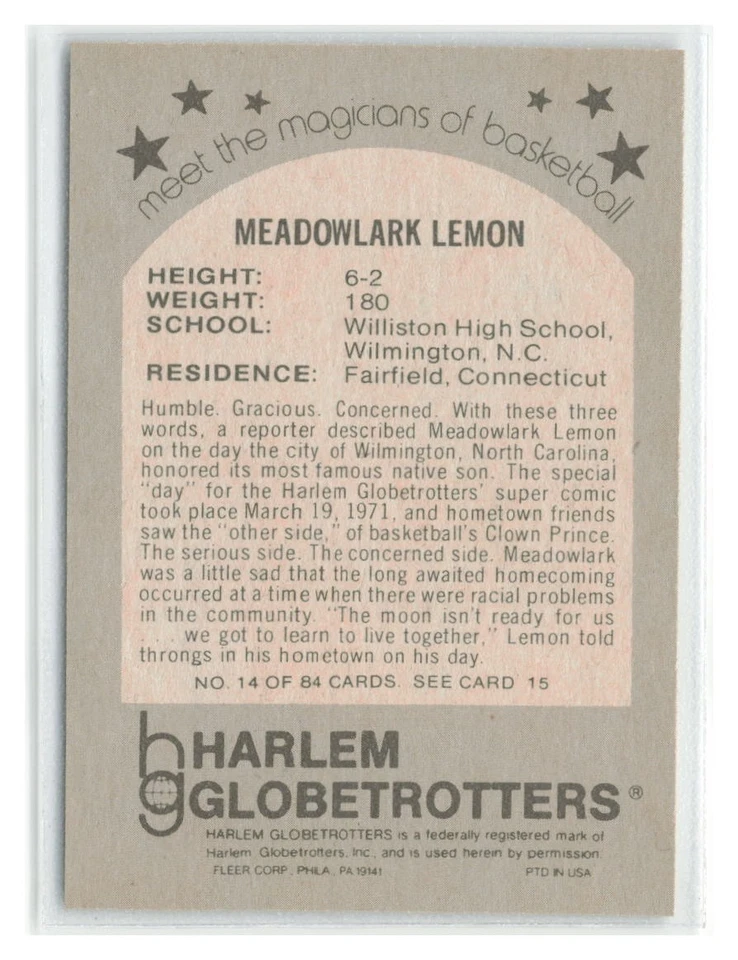 meet the magicians of basketball
MEADOWLARK LEMON
HEIGHT: 6-2
WEIGHT: 180
SCHOOL: Williston High School,
Wilmington, N.C.
RESIDENCE: Fairfield, Connecticut
Humble. Gracious. Concerned. With these three
words, a reporter described Meadowlark Lemon
on the day the city of Wilmington, North Carolina,
honored its most famous native son. The special
"day" for the Harlem Globetrotters' super comic
took place March 19, 1971, and hometown friends
saw the "other side," of basketball's Clown Prince.
The serious side. The concerned side. Meadowlark
was a little sad that the long awaited homecoming
occurred at a time when there were racial problems
in the community. "The moon isn't ready for us
. . . we got to learn to live together," Lemon told
throngs in his hometown on his day.
NO. 14 OF 84 CARDS. SEE CARD 15
hg HARLEM
GLOBETROTTERS®
HARLEM GLOBETROTTERS is a federally registered mark of
Harlem Globetrotters, Inc., and is used herein by permission.
FLEER CORP., PHILA., PA 19141 PTD IN USA